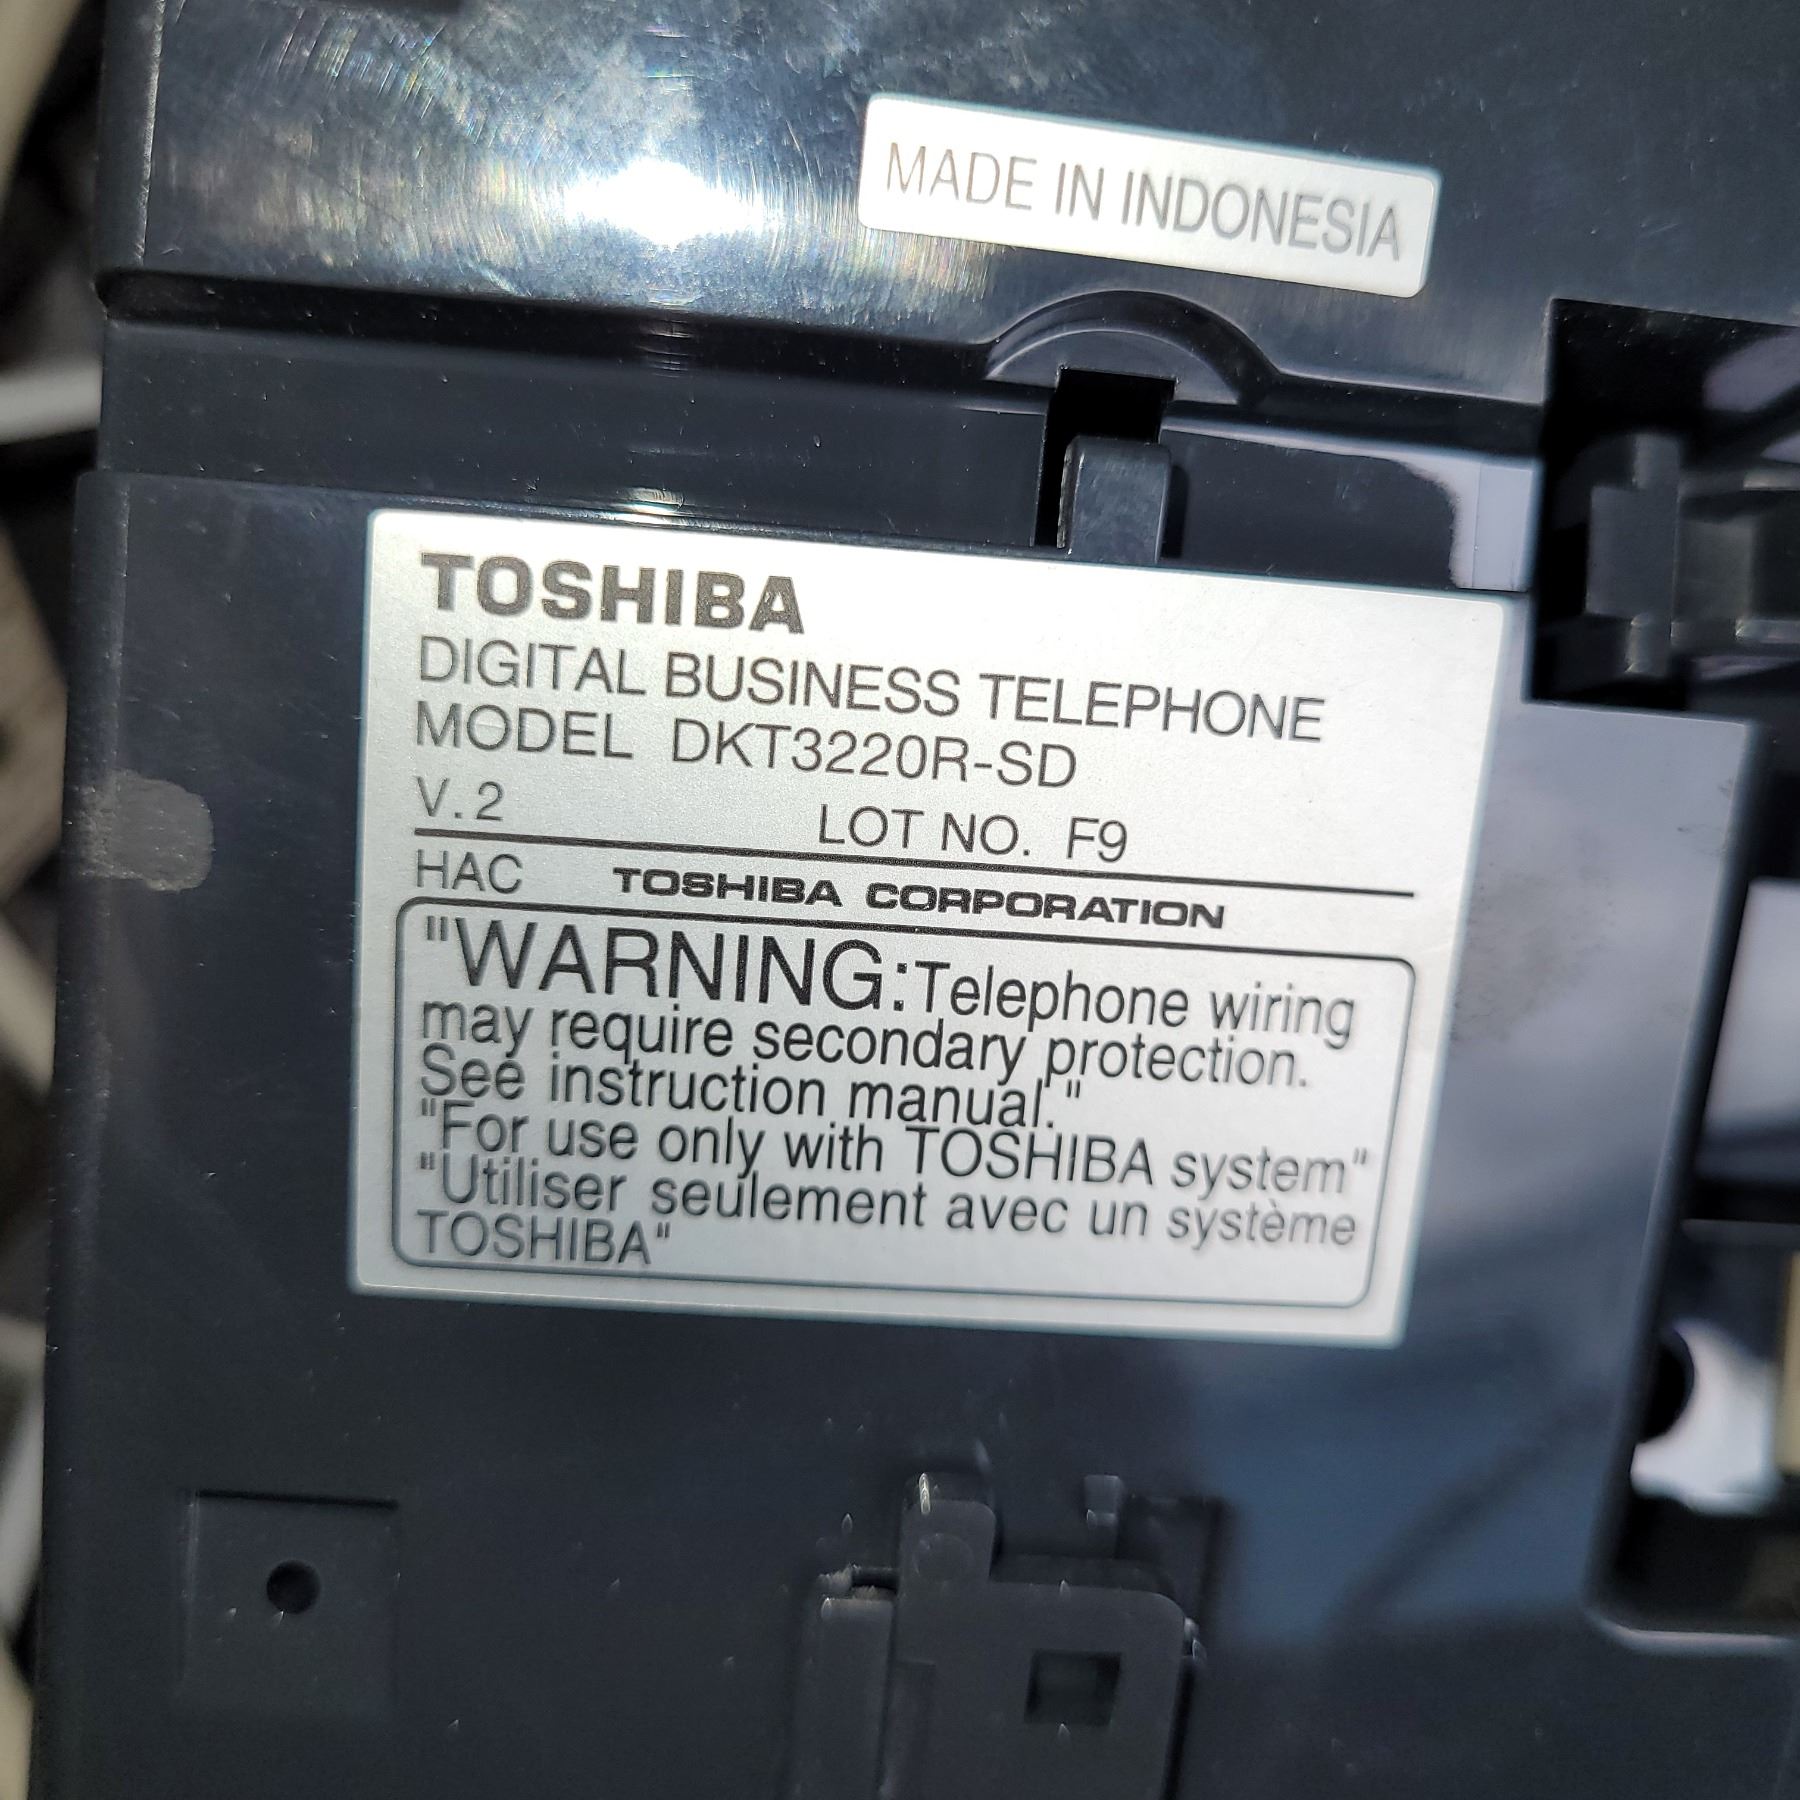 MADE IN INDONESIA
TOSHIBA
DIGITAL BUSINESS TELEPHONE
MODEL DKT3220R-SD
V.2 LOT NO. F9
HAC TOSHIBA CORPORATION
"WARNING:Telephone wiring
may require secondary protection.
See instruction manual."
"For use only with TOSHIBA system"
"Utiliser seulement avec un système
TOSHIBA"